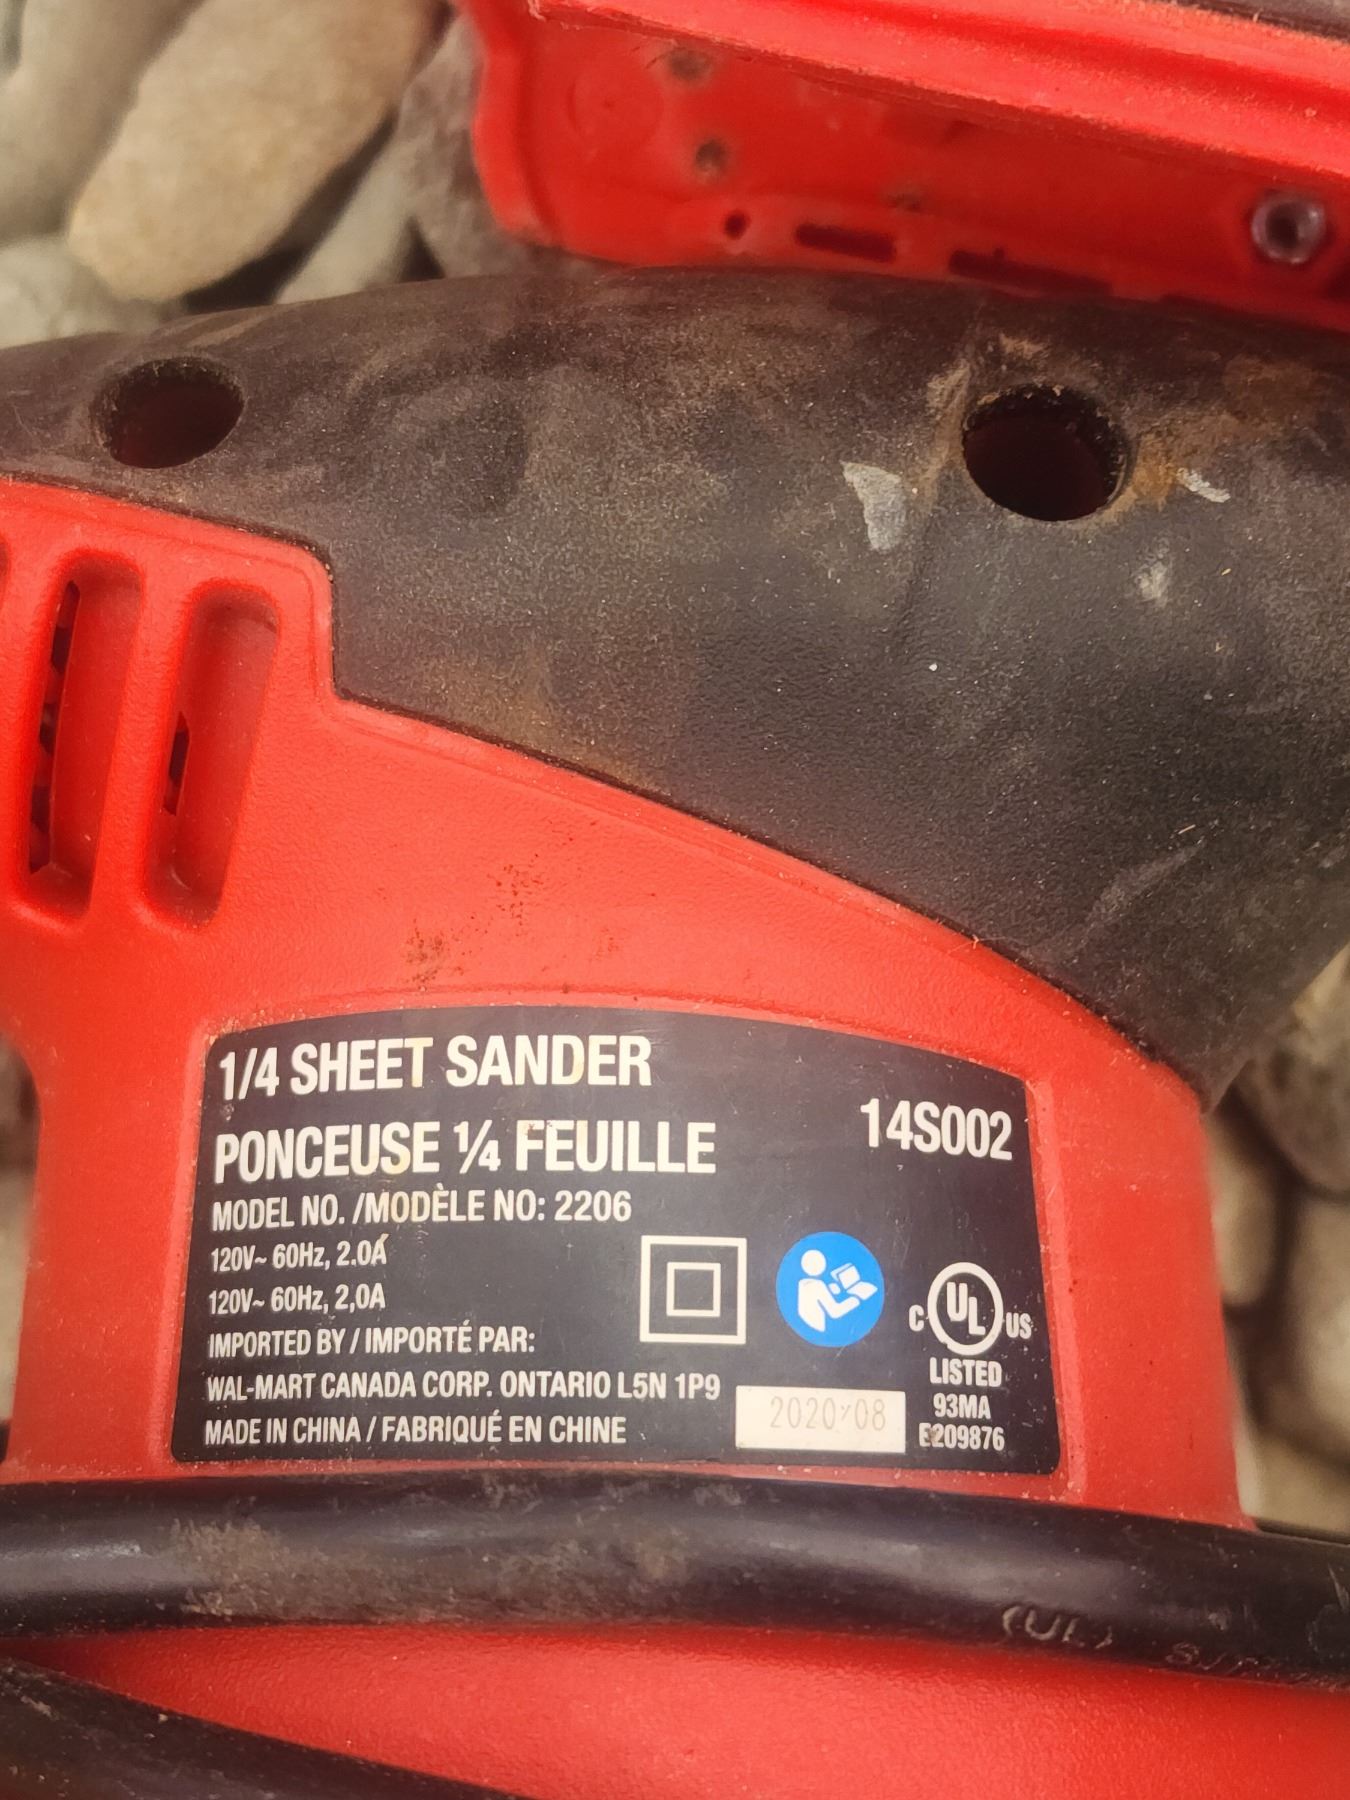 1/4 SHEET SANDER
PONCEUSE ¼ FEUILLE
14S002
MODEL NO. /MODÈLE NO: 2206
120V~ 60Hz, 2.0A
120V~ 60Hz, 2,0A
IMPORTED BY / IMPORTÉ PAR:
WAL-MART CANADA CORP. ONTARIO L5N 1P9
MADE IN CHINA / FABRIQUÉ EN CHINE
2020 08
C UL US
LISTED
93MA
E209876
(UL)